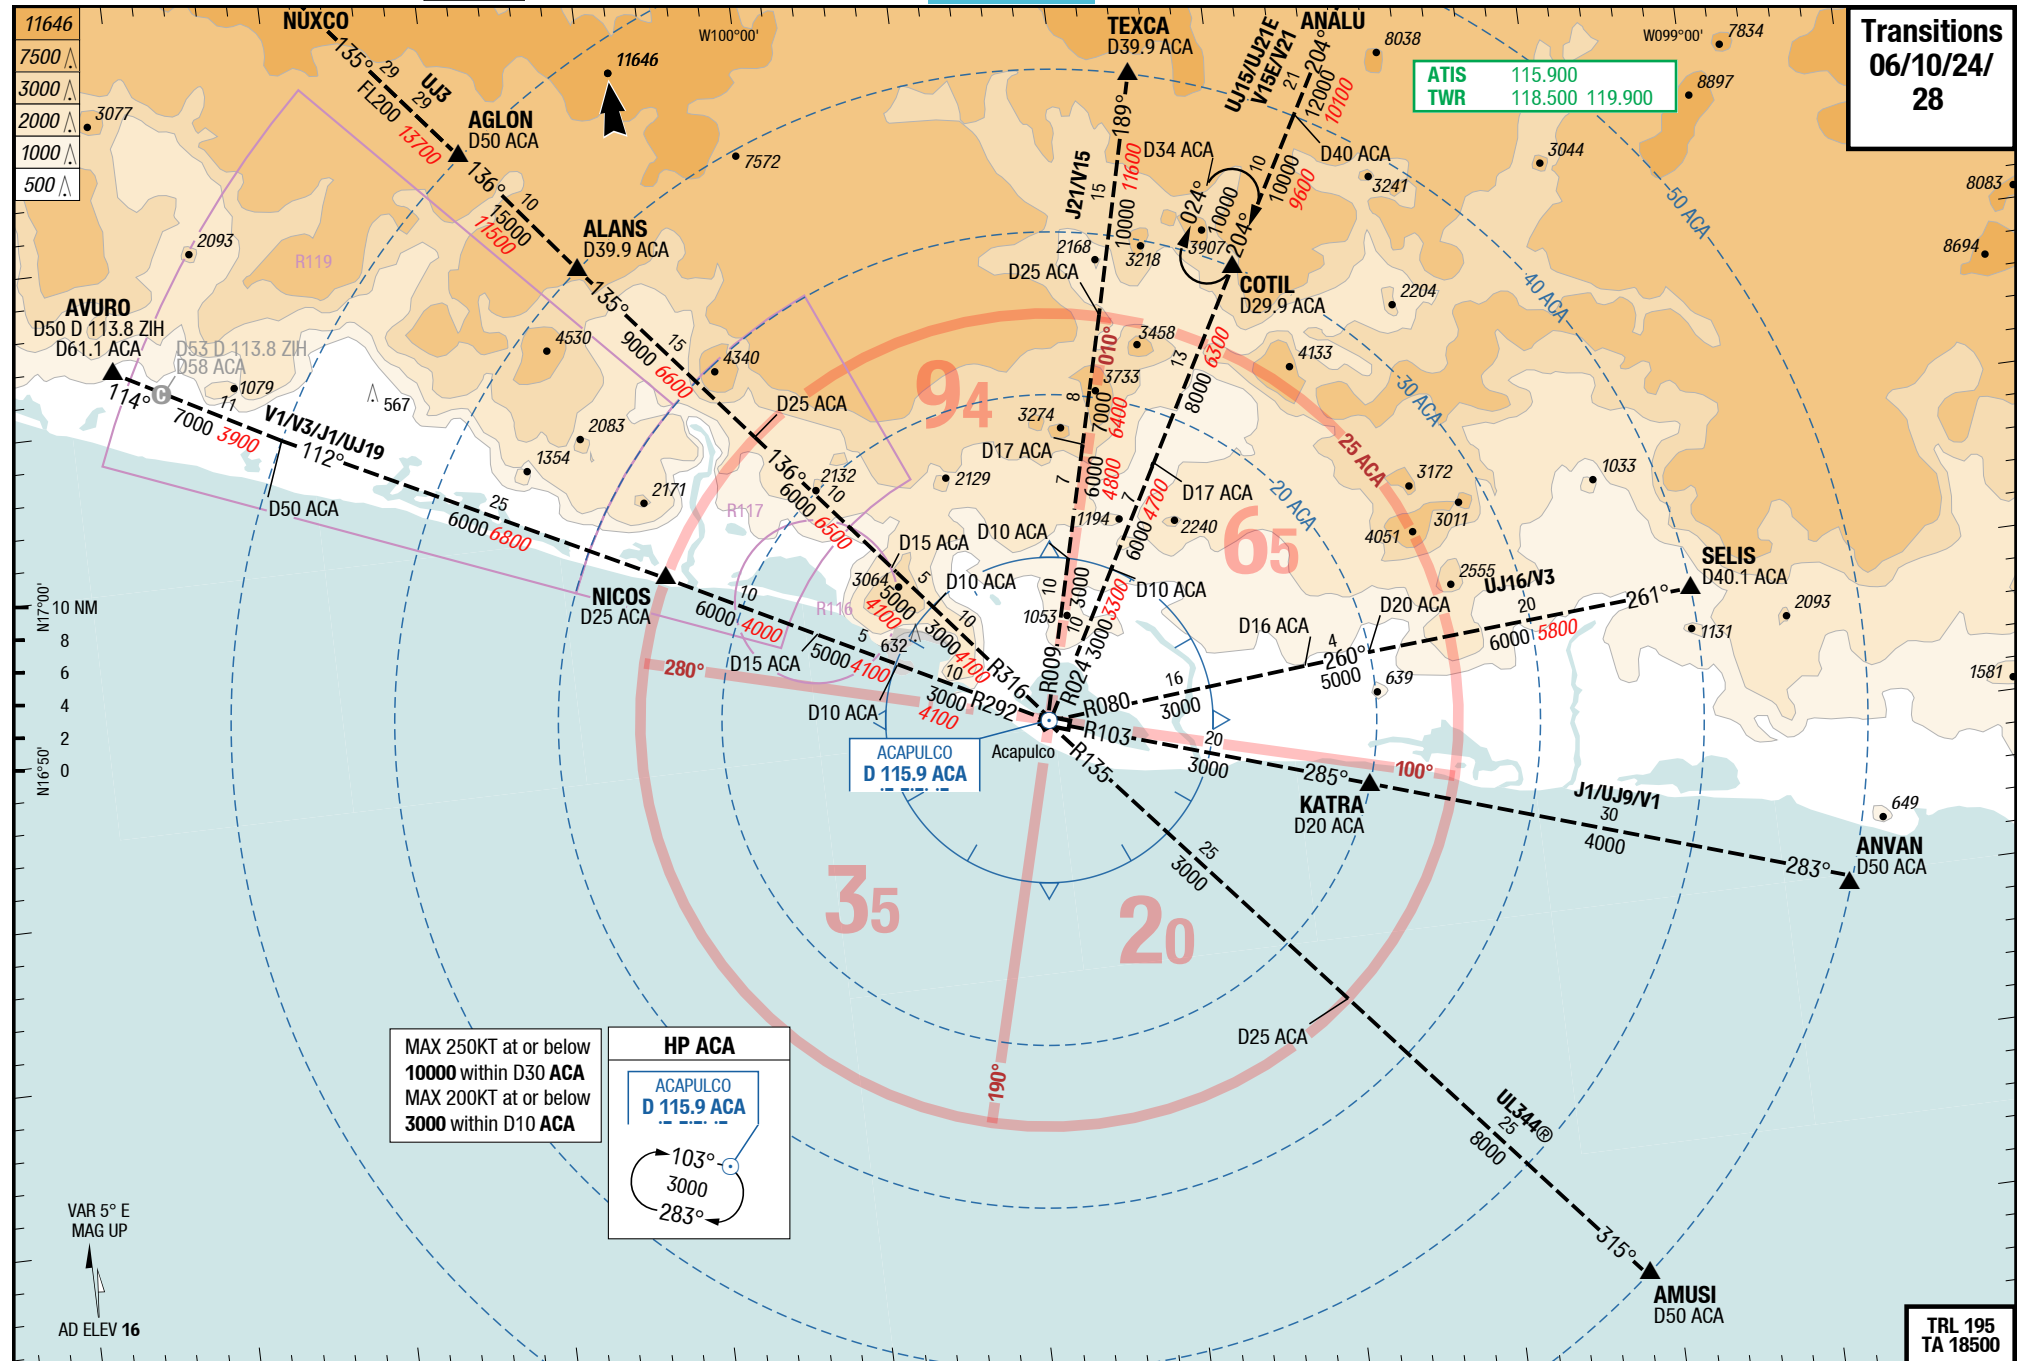 11646
7500
3000
2000
1000
500
NUXCO
135°
29
FL200
13700
29
UJ3
AGLON
D50 ACA
136°
10
15000
11500
ALANS
D39.9 ACA
135°
15
9000 6600
D25 ACA
136°
10
6000
6500
D15 ACA
5
5000
4100
D10 ACA
10
3000
4100
R316
11646
W100°00'
7572
3077
2093
R119
4530
4340
2083
1354
2171
2132
2129
R117
R116
3064
632
567
1079
AVURO
D50 D 113.8 ZIH
D61.1 ACA
D53 D 113.8 ZIH
D58 ACA
C
114°
11
7000 3900
V1/V3/J1/UJ19
112°
D50 ACA
25
6000 6800
NICOS
D25 ACA
10
6000
4000
D15 ACA
5
5000
4100
D10 ACA
10
3000
4100
R292
TEXCA
D39.9 ACA
189°
J21/V15
15
10000 11600
2168
D25 ACA
3218
010°
3458
3733
8
7000
6400
3274
D17 ACA
7
6000
4800
1194
D10 ACA
10
3000
1053
R009
UJ15/UJ21E
V15E/V21
ANALU
204°
21
12000
10100
D40 ACA
10
10000
9600
D34 ACA
024°
10000
204°
3907
COTIL
D29.9 ACA
13
8000
6300
D17 ACA
7
6000
4700
2240
D10 ACA
10
3000
3300
R024
ATIS 115.900
TWR 118.500 119.900
8038
W099°00'
7834
8897
3044
3241
8083
8694
2204
4133
3172
3011
4051
2555
1033
2093
1131
1581
639
649
Transitions
06/10/24/
28
50 ACA
40 ACA
30 ACA
25 ACA
20 ACA
94
65
35
20
280°
100°
190°
SELIS
D40.1 ACA
261°
UJ16/V3
20
6000 5800
D20 ACA
D16 ACA
4
260°
5000
16
3000
R080
R103
20
3000
285°
KATRA
D20 ACA
J1/UJ9/V1
30
4000
283°
ANVAN
D50 ACA
R135
25
3000
D25 ACA
UL344®
25
8000
315°
AMUSI
D50 ACA
Acapulco
ACAPULCO
D 115.9 ACA
N17°00'
10 NM
8
6
4
2
0
N16°50'
MAX 250KT at or below
10000 within D30 ACA
MAX 200KT at or below
3000 within D10 ACA
HP ACA
ACAPULCO
D 115.9 ACA
103°
3000
283°
VAR 5° E
MAG UP
AD ELEV 16
TRL 195
TA 18500